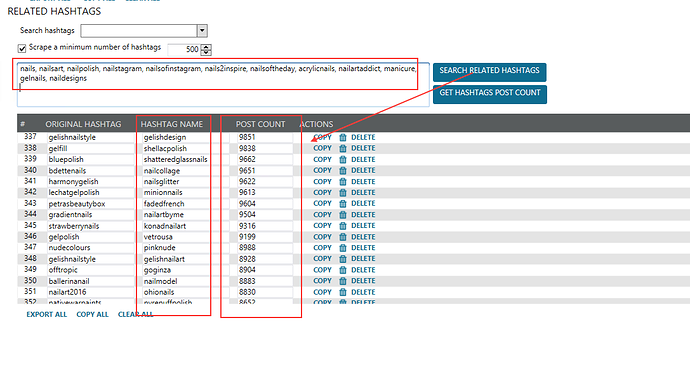 RELATED HASHTAGS
Search hashtags
Scrape a minimum number of hashtags 500
nails, nailsart, nailpolish, nailstagram, nailsofinstagram, nails2inspire, nailsoftheday, acrylicnails, nailartaddict, manicure,
gelnails, naildesigns
SEARCH RELATED HASHTAGS
GET HASHTAGS POST COUNT
# ORIGINAL HASHTAG HASHTAG NAME POST COUNT ACTIONS
337 gelishnailstyle gelishdesign 9851 COPY DELETE
338 gelfill shellacpolish 9838 COPY DELETE
339 bluepolish shatteredglassnails 9662 COPY DELETE
340 bdettenails nailcollage 9651 COPY DELETE
341 harmonygelish nailsglitter 9622 COPY DELETE
342 lechatgelpolish minionnails 9613 COPY DELETE
343 petrasbeautybox fadedfrench 9604 COPY DELETE
344 gradientnails nailartbyme 9504 COPY DELETE
345 strawberrynails konadnailart 9316 COPY DELETE
346 gelpolish vetrousa 9199 COPY DELETE
347 nudecolours pinknude 8988 COPY DELETE
348 gelishnailstyle gelishnailart 8928 COPY DELETE
349 offtropic goginza 8904 COPY DELETE
350 ballerinanail nailmodel 8883 COPY DELETE
351 nailart2016 ohionails 8830 COPY DELETE
352 nativewarpaints purepuffpolish 8652 COPY DELETE
EXPORT ALL COPY ALL CLEAR ALL